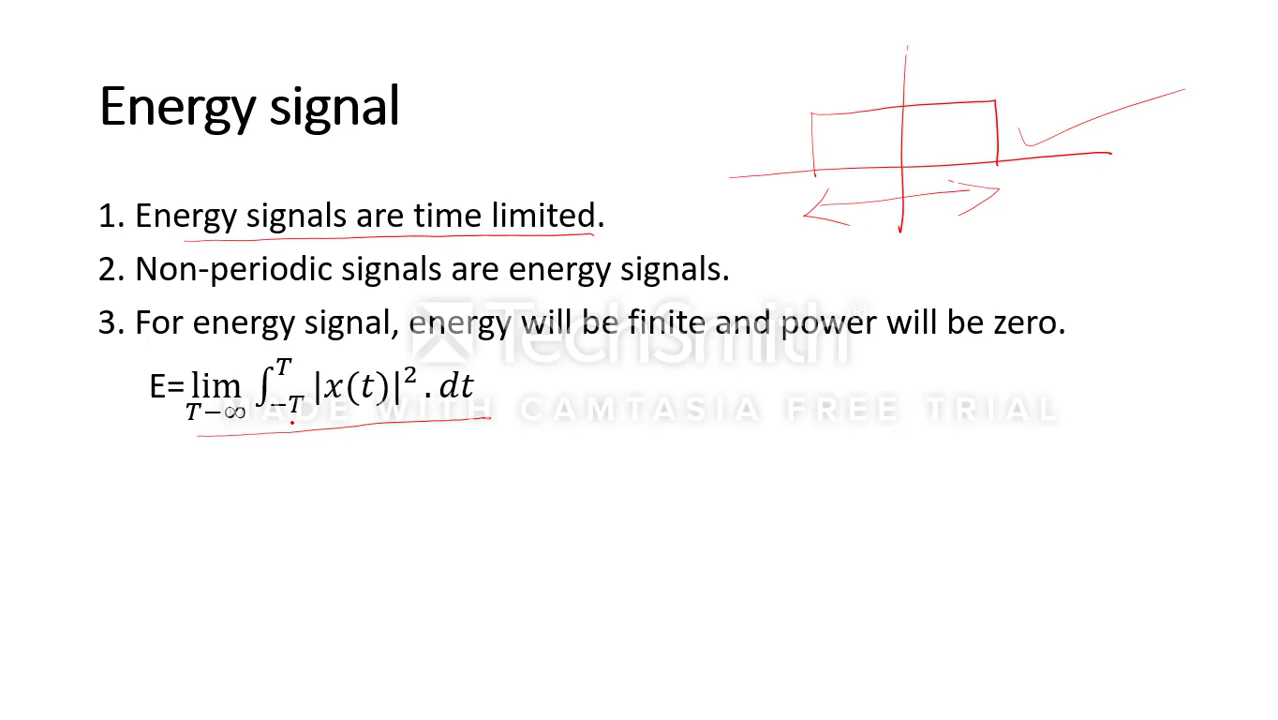 Energy signal
1. Energy signals are time limited.
2. Non-periodic signals are energy signals.
3. For energy signal, energy will be finite and power will be zero.
E=lim ∫_{-T}^{T} |x(t)|² . dt
T−∞
TechSmith®
MADE WITH CAMTASIA FREE TRIAL